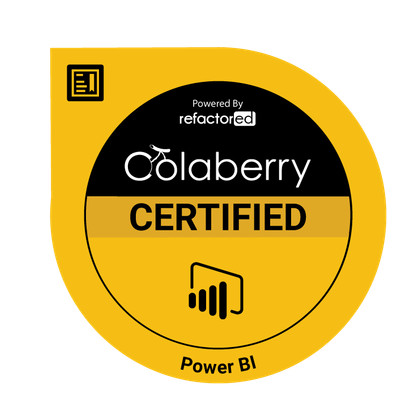 Powered By
refactored
Colaberry
CERTIFIED
Power BI